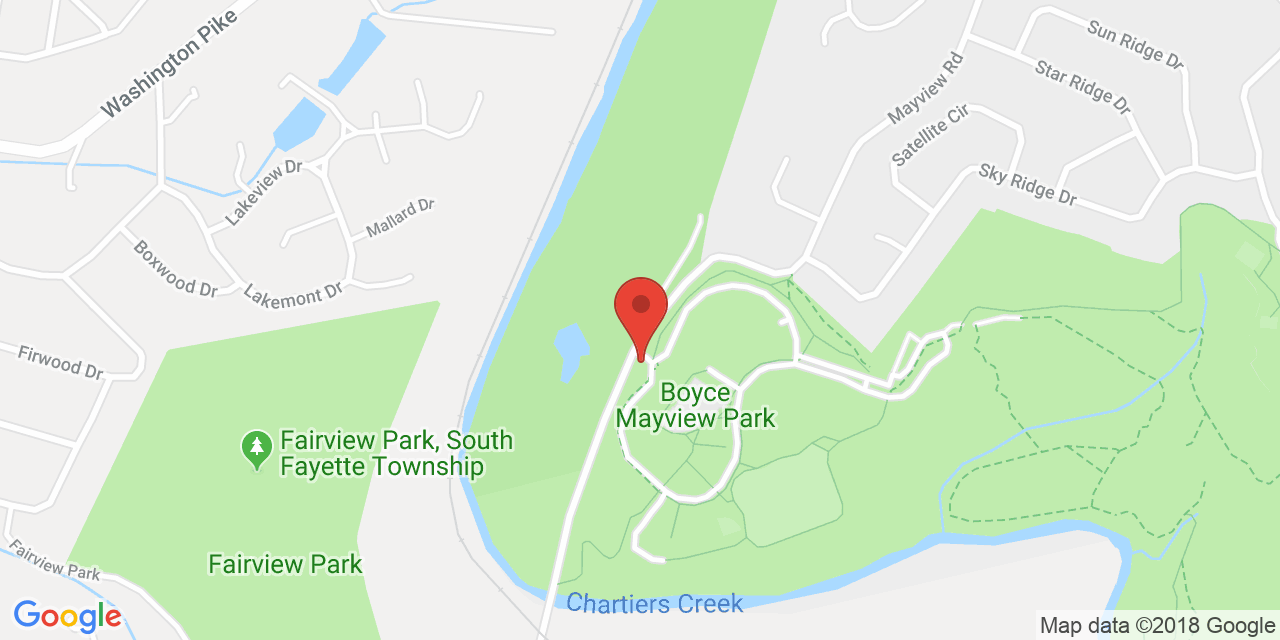 Washington Pike
Sun Ridge Dr
Star Ridge Dr
Mayview Rd
Satellite Cir
Sky Ridge Dr
Lakeview Dr
Mallard Dr
Boxwood Dr
Lakemont Dr
Firwood Dr
Boyce
Mayview Park
Fairview Park, South
Fayette Township
Fairview Park
Fairview Park
Chartiers Creek
Google
Map data ©2018 Google